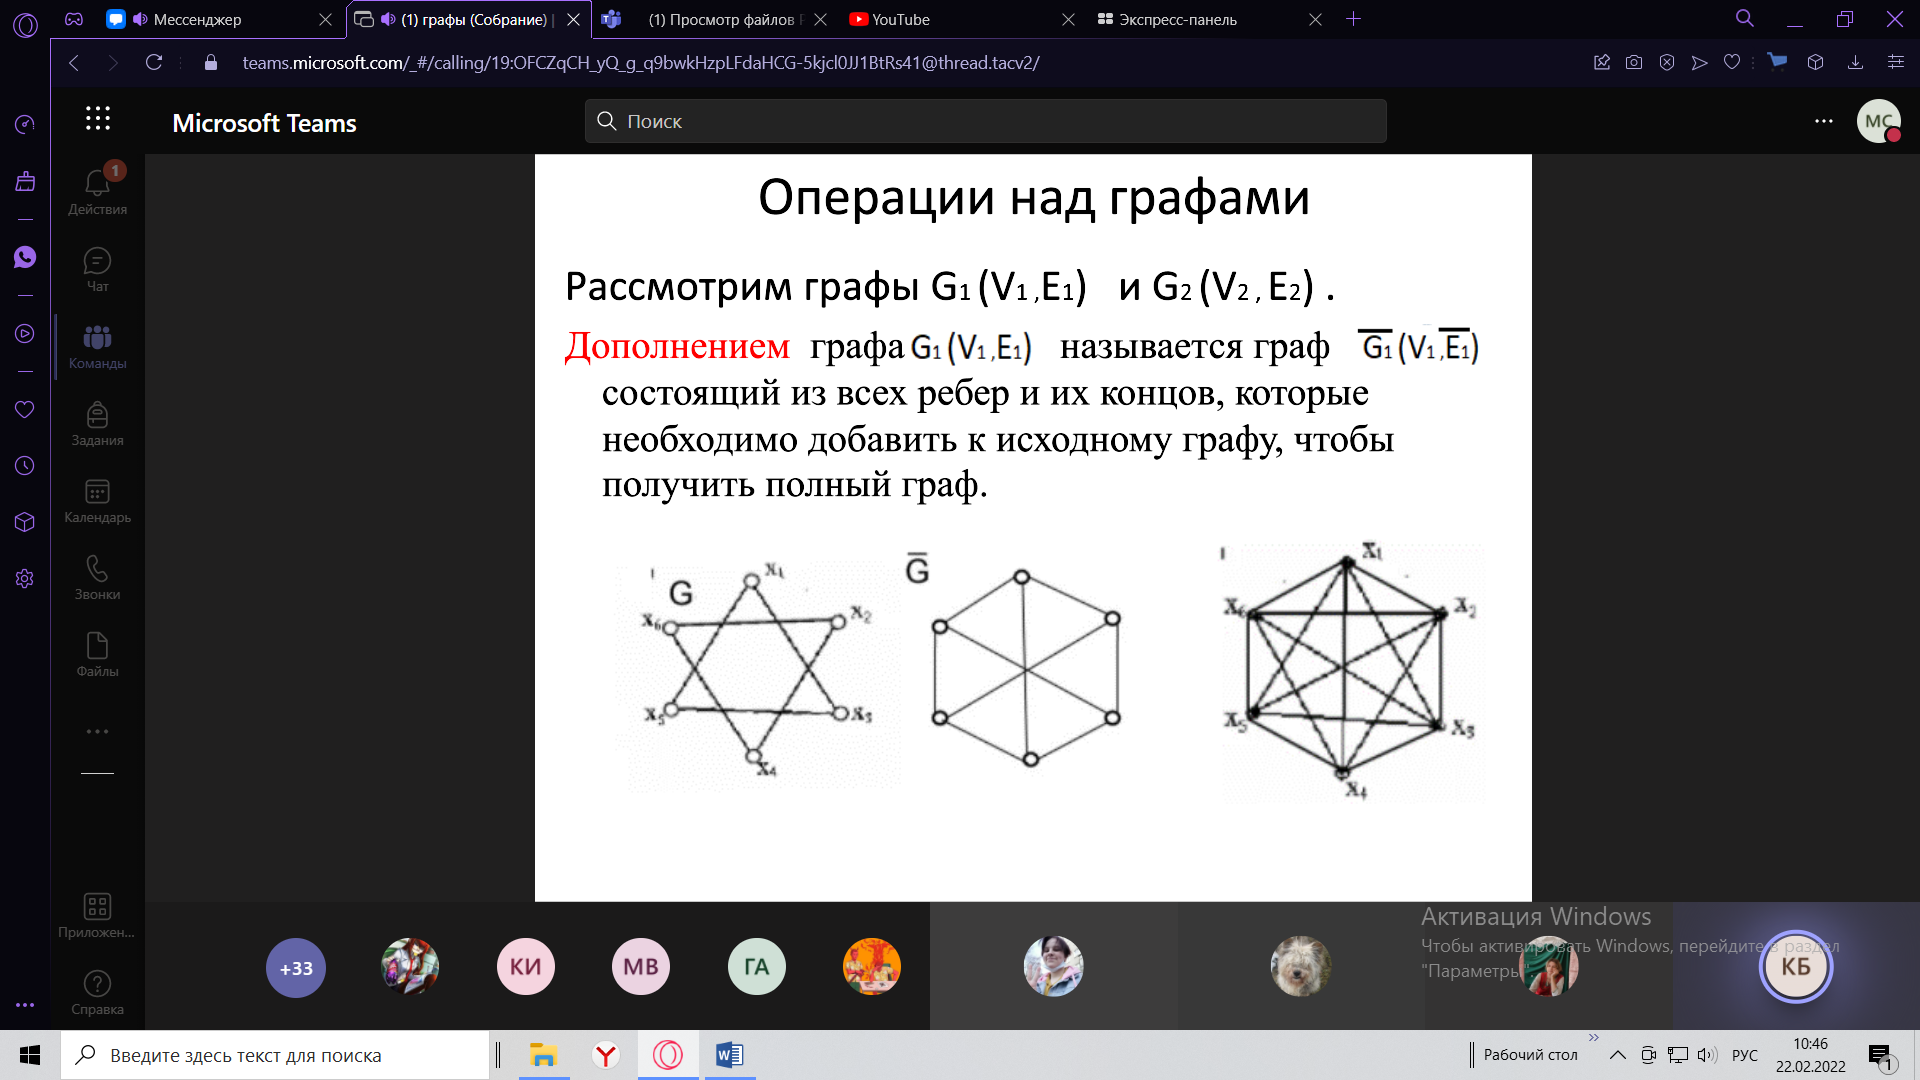 Мессенджер
(1) графы (Собрание) |
(1) Просмотр файлов
YouTube
Экспресс-панель
teams.microsoft.com/_#/calling/19:OFCZqCH_yQ_g_q9bwkHzpLFdaHCG-5kjcl0JJ1BtRs41@thread.tacv2/
Microsoft Teams
Поиск
МС
1
Действия
Чат
Команды
Задания
Календарь
Звонки
Файлы
Приложен...
Справка
Операции над графами
Рассмотрим графы G1 (V1 ,E1) и G2 (V2 , E2) .
Дополнением графа G1 (V1 ,E1) называется граф G̅1 (V1 ,E̅1)
состоящий из всех ребер и их концов, которые
необходимо добавить к исходному графу, чтобы
получить полный граф.
G
x1
x2
x3
x4
x5
x6
G̅
x1
x2
x3
x4
x5
x6
+33
КИ
МВ
ГА
КБ
Активация Windows
Чтобы активировать Windows, перейдите в раздел
"Параметры"
Введите здесь текст для поиска
Рабочий стол
РУС
10:46
22.02.2022
1